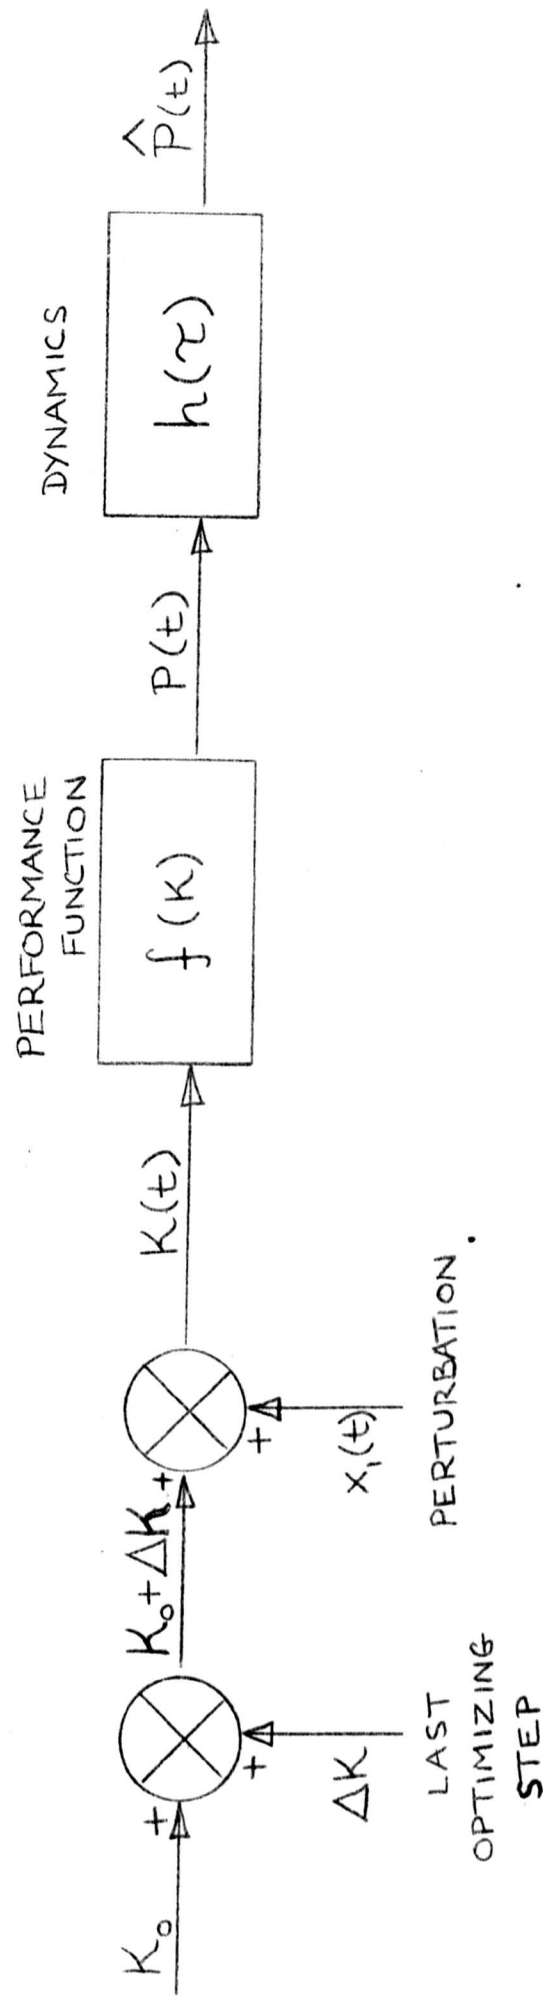 K₀
+
+
ΔK
LAST
OPTIMIZING
STEP
K₀+ΔK
+
+
x₁(t)
PERTURBATION.
K(t)
PERFORMANCE
FUNCTION
f(K)
P(t)
DYNAMICS
h(τ)
P̂(t)